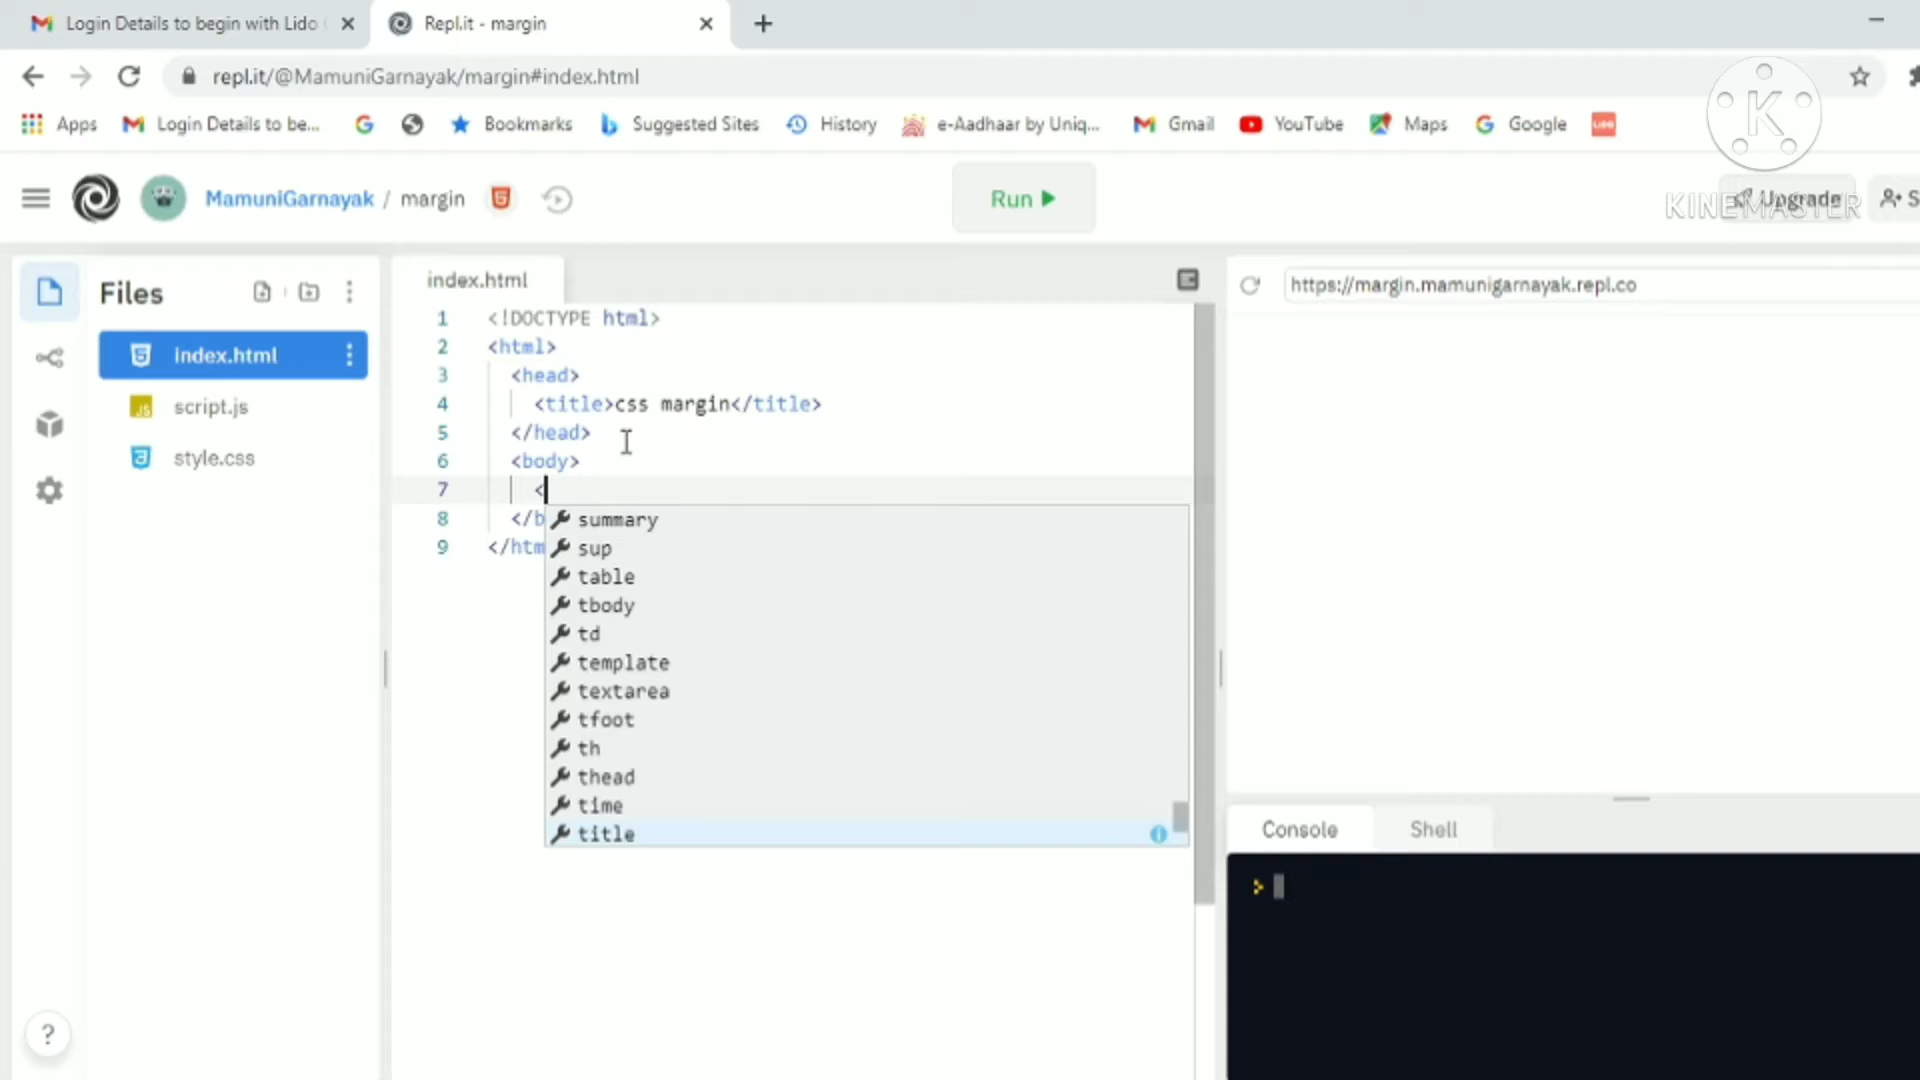 Login Details to begin with Lido
Repl.it - margin
repl.it/@MamuniGarnayak/margin#index.html
Apps
Login Details to be...
Bookmarks
Suggested Sites
History
e-Aadhaar by Uniq...
Gmail
YouTube
Maps
Google
K
KINEMASTER
MamuniGarnayak / margin
Run
Upgrade
S
Files
index.html
script.js
style.css
index.html
https://margin.mamunigarnayak.repl.co
1 <!DOCTYPE html>
2 <html>
3 <head>
4 <title>css margin</title>
5 </head>
6 <body>
7 <
8 </b
9 </htm
summary
sup
table
tbody
td
template
textarea
tfoot
th
thead
time
title
Console
Shell
>
?